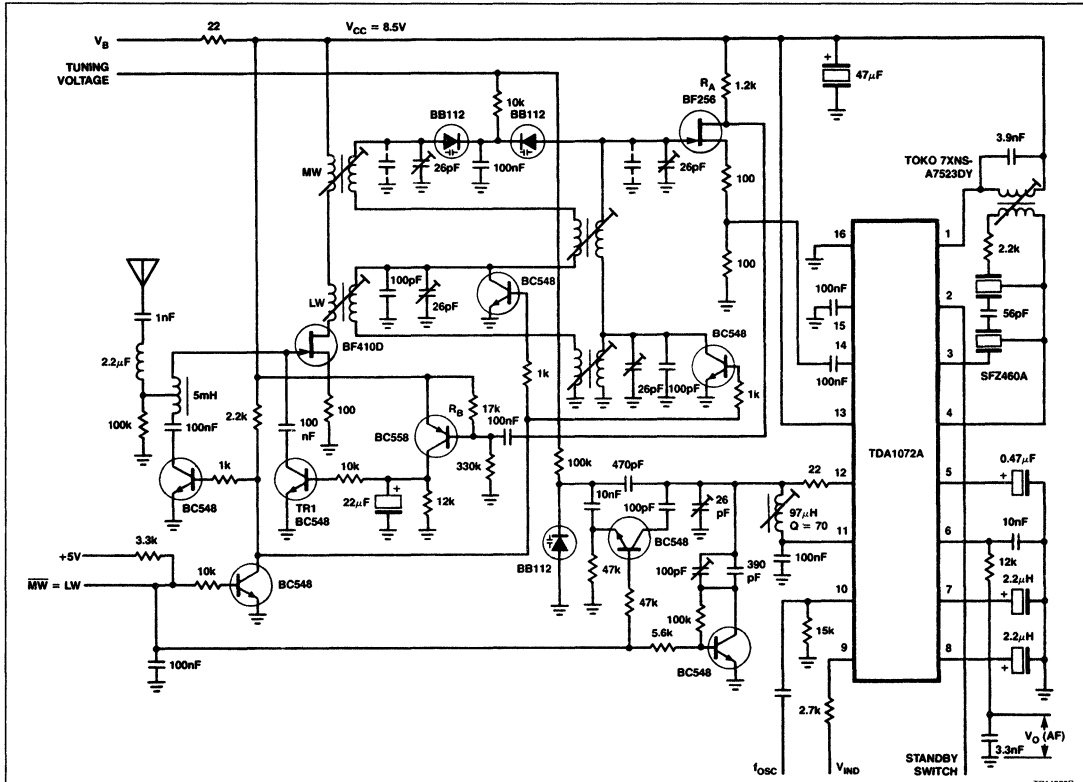 V_B
22
V_CC = 8.5V
TUNING VOLTAGE
10k
BB112
BB112
R_A
1.2k
BF256
47μF
3.9nF
TOKO 7XNS-
A7523DY
MW
26pF
100nF
26pF
100
100
16
1
2.2k
LW
100pF
26pF
BC548
BC548
100nF
15
14
100nF
2
3
56pF
SFZ460A
1nF
2.2μF
BF410D
26pF
100pF
1k
1k
5mH
100k
100nF
2.2k
100
nF
100
R_B
17k
100nF
BC558
330k
13
4
TDA1072A
BC548
1k
TR1
BC548
10k
22μF
12k
100k
470pF
10nF
100pF
26
pF
22
12
5
0.47μF
97μH
Q = 70
11
6
10nF
100nF
12k
+5V
3.3k
MW = LW
10k
BC548
BB112
47k
BC548
47k
100pF
390
pF
10
7
2.2μH
100k
15k
9
8
2.2μH
5.6k
BC548
100nF
2.7k
f_OSC
V_IND
STANDBY
SWITCH
3.3nF
V_O (AF)